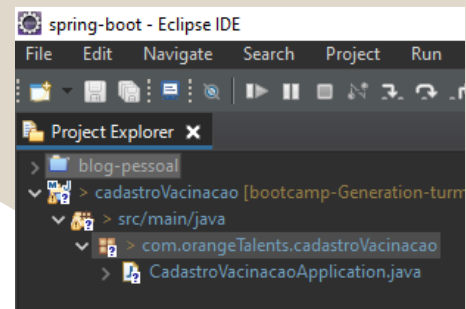 spring-boot - Eclipse IDE
File Edit Navigate Search Project Run
Project Explorer
blog-pessoal
> cadastroVacinacao [bootcamp-Generation-turm
> src/main/java
> com.orangeTalents.cadastroVacinacao
CadastroVacinacaoApplication.java